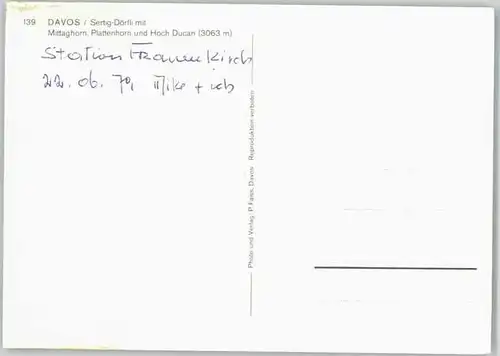 139 DAVOS / Sertig-Dörfli mit
Mittaghorn, Plattenhorn und Hoch Ducan (3063 m)
Station Frauenkirch
22. 06. 79, Mike + ich
Photo und Verlag P. Faiss, Davos Reproduktion verboten